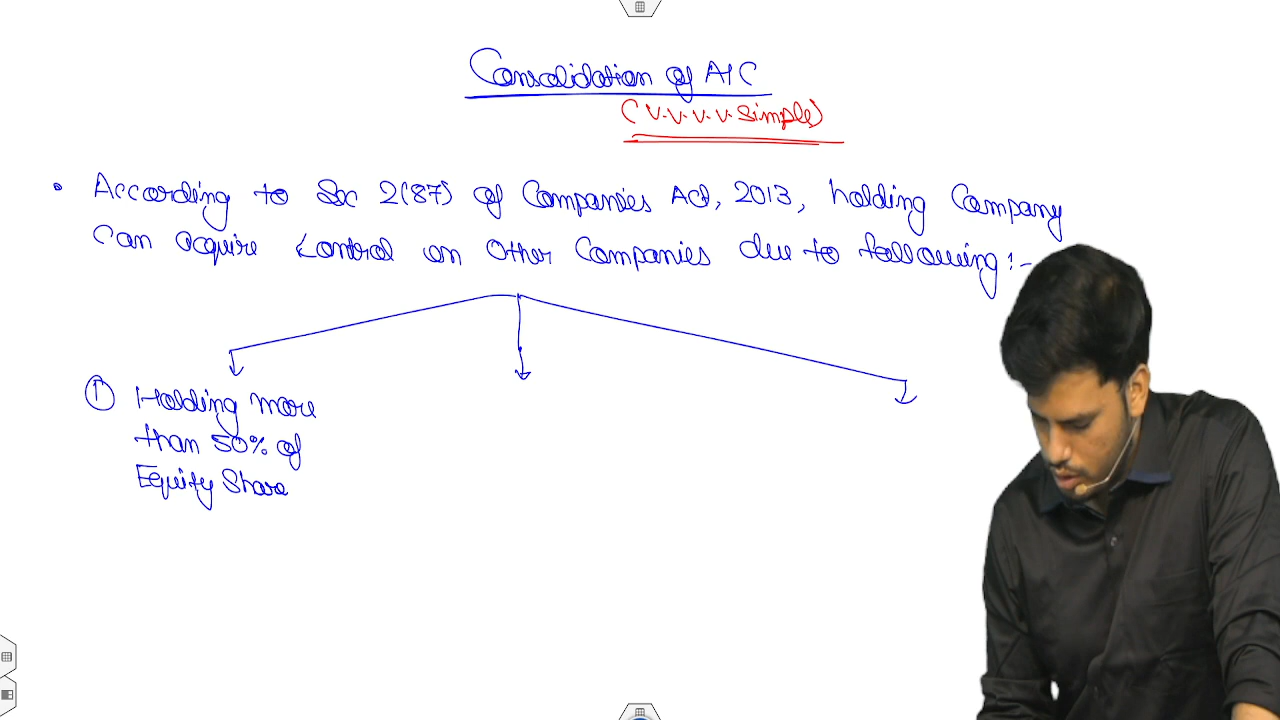 Consolidation of A/C
(V.V.V.V. Simple)
• According to Sec 2(87) of Companies Act, 2013, holding Company
Can acquire Control on Other Companies due to following:-
① Holding more
than 50% of
Equity Share